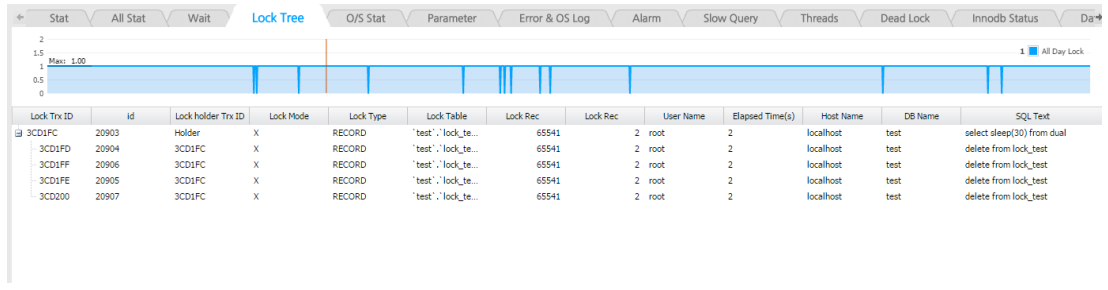 Stat All Stat Wait Lock Tree O/S Stat Parameter Error & OS Log Alarm Slow Query Threads Dead Lock Innodb Status
2
1 All Day Lock
1.5 Max: 1.00
1
0.5
0
Lock Trx ID id Lock holder Trx ID Lock Mode Lock Type Lock Table Lock Rec Lock Rec User Name Elapsed Time(s) Host Name DB Name SQL Text
3CD1FC 20903 Holder X RECORD `test`.`lock_te... 65541 2 root 2 localhost test select sleep(30) from dual
3CD1FD 20904 3CD1FC X RECORD `test`.`lock_te... 65541 2 root 2 localhost test delete from lock_test
3CD1FF 20906 3CD1FC X RECORD `test`.`lock_te... 65541 2 root 2 localhost test delete from lock_test
3CD1FE 20905 3CD1FC X RECORD `test`.`lock_te... 65541 2 root 2 localhost test delete from lock_test
3CD200 20907 3CD1FC X RECORD `test`.`lock_te... 65541 2 root 2 localhost test delete from lock_test